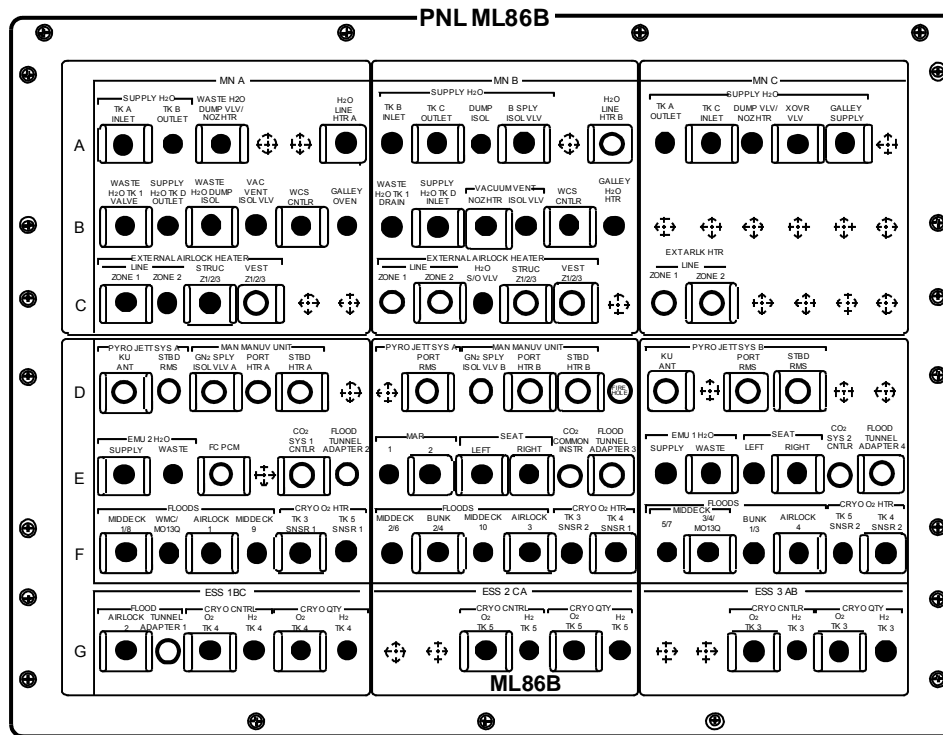 PNL ML86B
MN A MN B MN C
SUPPLY H2O SUPPLY H2O SUPPLY H2O
A
TK A INLET
TK B OUTLET
WASTE H2O DUMP VLV/ NOZ HTR
H2O LINE HTR A
TK B INLET
TK C OUTLET
DUMP ISOL
B SPLY ISOL VLV
H2O LINE HTR B
TK A OUTLET
TK C INLET
DUMP VLV/ NOZ HTR
XOVR VLV
GALLEY SUPPLY
B
WASTE H2O TK 1 VALVE
SUPPLY H2O TK D OUTLET
WASTE H2O DUMP ISOL
VAC VENT ISOL VLV
WCS CNTLR
GALLEY OVEN
WASTE H2O TK 1 DRAIN
SUPPLY H2O TK D INLET
VACUUM VENT
NOZ HTR
ISOL VLV
WCS CNTLR
GALLEY H2O HTR
C
EXTERNAL AIRLOCK HEATER
LINE
ZONE 1
ZONE 2
STRUC Z1/2/3
VEST Z1/2/3
EXTERNAL AIRLOCK HEATER
LINE
ZONE 1
ZONE 2
H2O S/O VLV
STRUC Z1/2/3
VEST Z1/2/3
EXT ARLK HTR
LINE
ZONE 1
ZONE 2
D
PYRO JETT SYS A
KU ANT
STBD RMS
MAN MANUV UNIT
GN2 SPLY ISOL VLV A
PORT HTR A
STBD HTR A
PYRO JETT SYS A
PORT RMS
MAN MANUV UNIT
GN2 SPLY ISOL VLV B
PORT HTR B
STBD HTR B
FIRE HOLE
PYRO JETT SYS B
KU ANT
PORT RMS
STBD RMS
E
EMU 2 H2O
SUPPLY
WASTE
FC PCM
CO2 SYS 1 CNTLR
FLOOD TUNNEL ADAPTER 2
MAR
1
2
SEAT
LEFT
RIGHT
CO2 COMMON INSTR
FLOOD TUNNEL ADAPTER 3
EMU 1 H2O
SUPPLY
WASTE
SEAT
LEFT
RIGHT
CO2 SYS 2 CNTLR
FLOOD TUNNEL ADAPTER 4
F
FLOODS
MIDDECK 1/8
WMC/ MO13Q
AIRLOCK 1
MIDDECK 9
CRYO O2 HTR
TK 3 SNSR 1
TK 5 SNSR 1
FLOODS
MIDDECK 2/6
BUNK 2/4
MIDDECK 10
AIRLOCK 3
CRYO O2 HTR
TK 3 SNSR 2
TK 4 SNSR 1
FLOODS
MIDDECK
5/7
3/4/ MO13Q
BUNK 1/3
AIRLOCK 4
CRYO O2 HTR
TK 5 SNSR 2
TK 4 SNSR 2
ESS 1BC ESS 2 CA ESS 3 AB
G
FLOOD
AIRLOCK 2
TUNNEL ADAPTER 1
CRYO CNTRL
O2 TK 4
H2 TK 4
CRYO QTY
O2 TK 4
H2 TK 4
CRYO CNTRL
O2 TK 5
H2 TK 5
CRYO QTY
O2 TK 5
H2 TK 5
CRYO CNTLR
O2 TK 3
H2 TK 3
CRYO QTY
O2 TK 3
H2 TK 3
ML86B